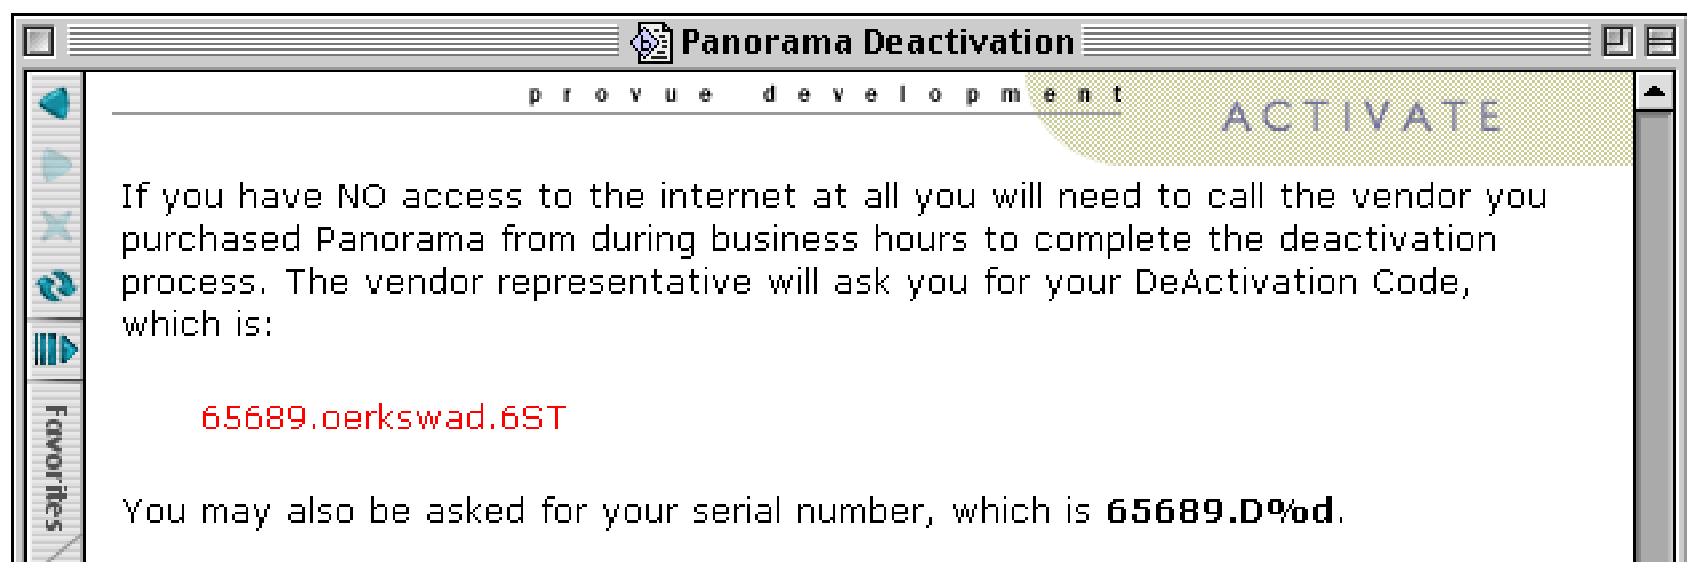 Panorama Deactivation
provue development
ACTIVATE
If you have NO access to the internet at all you will need to call the vendor you
purchased Panorama from during business hours to complete the deactivation
process. The vendor representative will ask you for your DeActivation Code,
which is:
65689.oerkswad.6ST
You may also be asked for your serial number, which is 65689.D%d.
Favorites